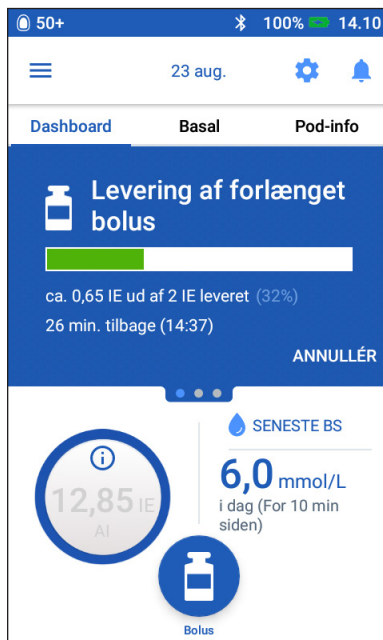 50+ 100% 14.10
23 aug.
Dashboard Basal Pod-info
Levering af forlænget
bolus
ca. 0,65 IE ud af 2 IE leveret (32%)
26 min. tilbage (14:37)
ANNULLÉR
SENESTE BS
6,0 mmol/L
i dag (For 10 min
siden)
12,85 IE
AI
Bolus